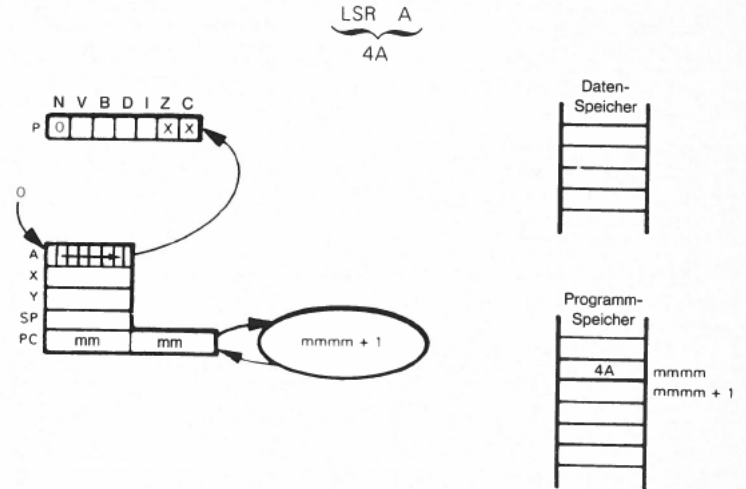 LSR A
4A
N V B D I Z C
P 0 X X
0
A
X
Y
SP
PC mm mm
mmmm + 1
Daten-
Speicher
Programm-
Speicher
4A mmmm
mmmm + 1